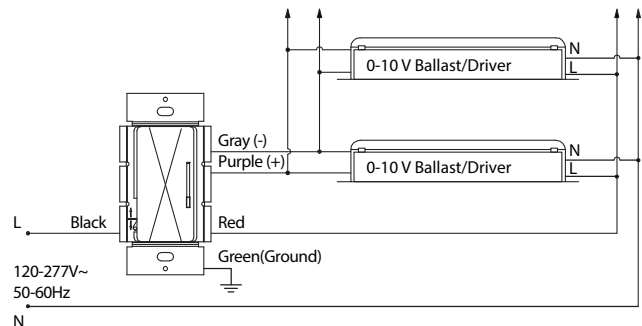 N
0-10 V Ballast/Driver
L
Gray (-)
N
Purple (+)
0-10 V Ballast/Driver
L
L
Black
Red
Green(Ground)
120-277V~
50-60Hz
N